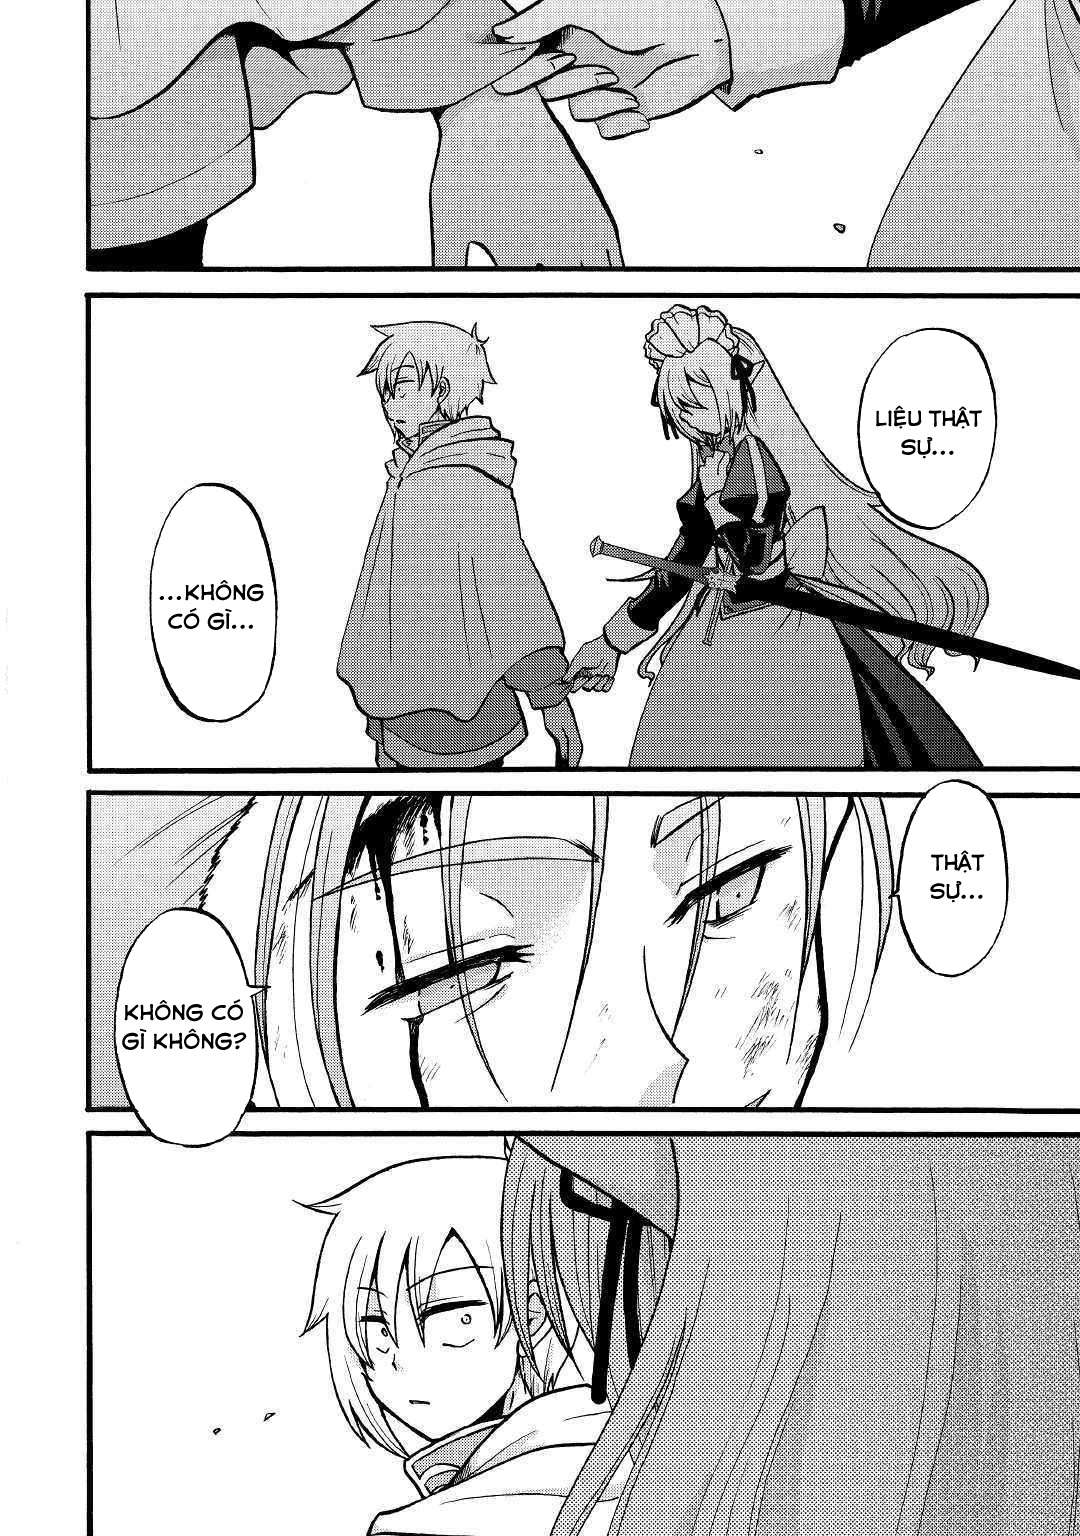 LIỆU THẬT
SỰ...
...KHÔNG
CÓ GÌ...
THẬT
SỰ...
KHÔNG CÓ
GÌ KHÔNG?